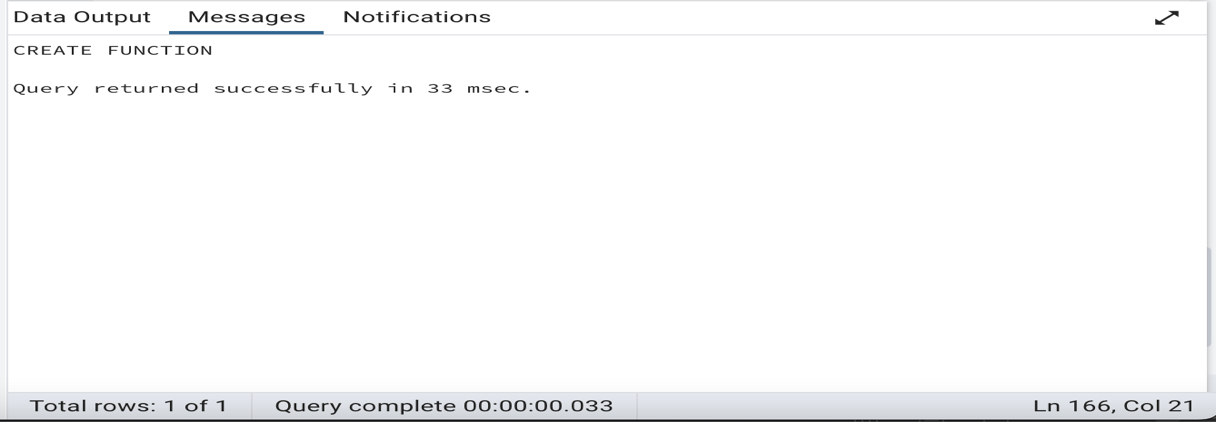 Data Output Messages Notifications
CREATE FUNCTION
Query returned successfully in 33 msec.
Total rows: 1 of 1 Query complete 00:00:00.033 Ln 166, Col 21